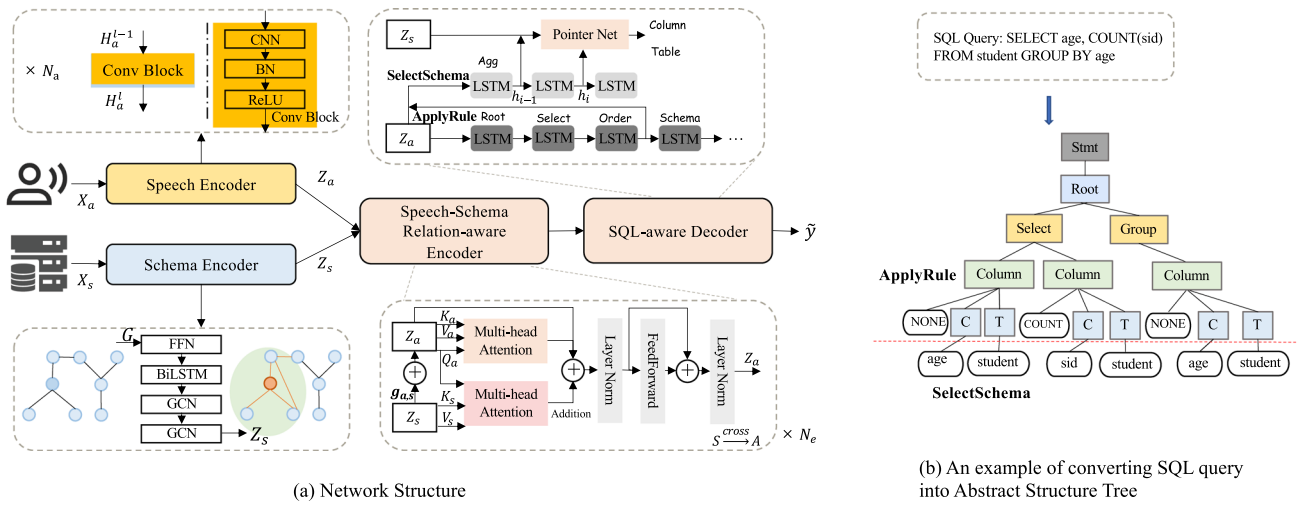 H_a^{l-1}
× N_a
Conv Block
H_a^l
CNN
BN
ReLU
Conv Block
Z_s
Pointer Net
Column
Table
Agg
SelectSchema
LSTM
LSTM
LSTM
h_{i-1}
h_i
ApplyRule
Root
Select
Order
Schema
Z_a
LSTM
LSTM
LSTM
LSTM
...
X_a
Speech Encoder
Z_a
X_s
Schema Encoder
Z_s
Speech-Schema
Relation-aware
Encoder
SQL-aware Decoder
ỹ
G
FFN
BiLSTM
GCN
GCN
Z_s
Z_a
K_a
V_a
Q_a
Multi-head
Attention
g_{a,s}
Z_s
K_s
V_s
Multi-head
Attention
+
+
Addition
Layer Norm
FeedForward
+
Layer Norm
Z_a
cross
S → A
× N_e
(a) Network Structure
SQL Query: SELECT age, COUNT(sid)
FROM student GROUP BY age
Stmt
Root
Select
Group
ApplyRule
Column
Column
Column
NONE
C
T
COUNT
C
T
NONE
C
T
age
student
sid
student
age
student
SelectSchema
(b) An example of converting SQL query
into Abstract Structure Tree